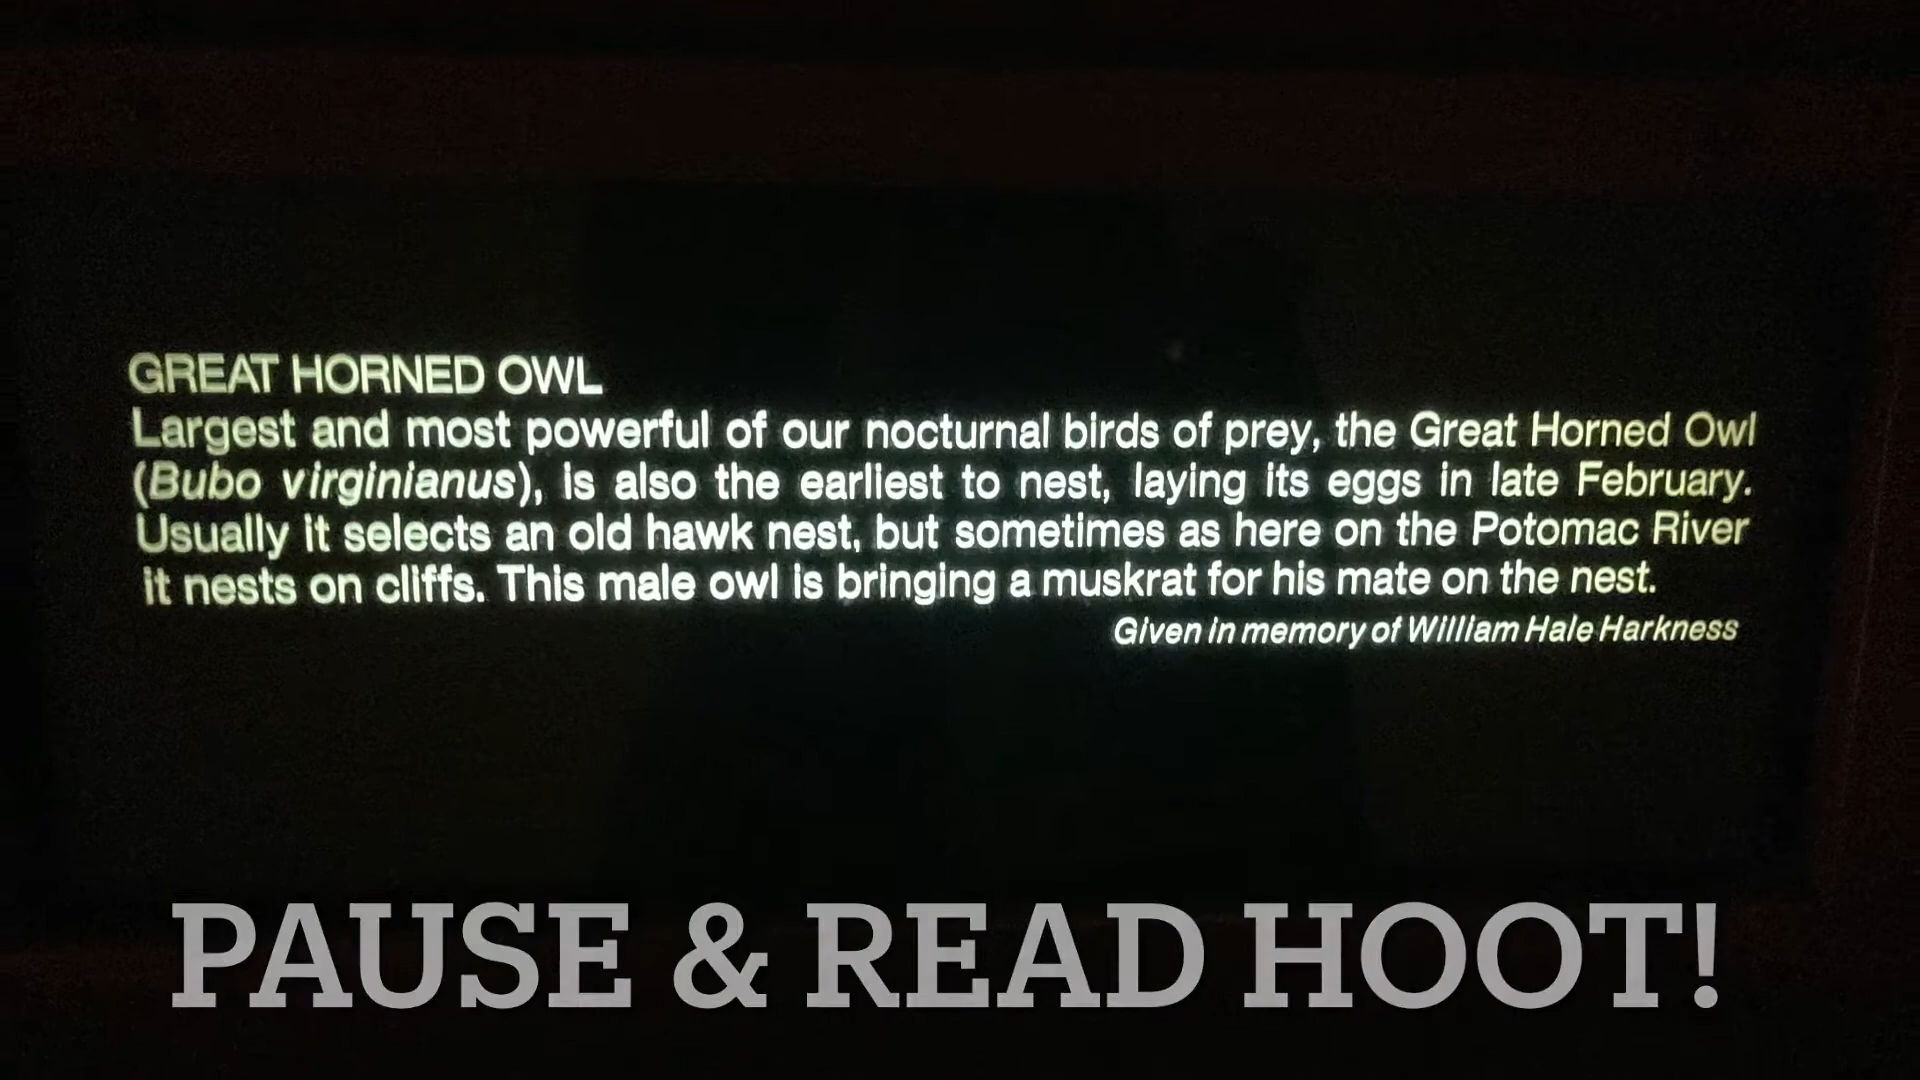 GREAT HORNED OWL
Largest and most powerful of our nocturnal birds of prey, the Great Horned Owl
(Bubo virginianus), is also the earliest to nest, laying its eggs in late February.
Usually it selects an old hawk nest, but sometimes as here on the Potomac River
it nests on cliffs. This male owl is bringing a muskrat for his mate on the nest.
Given in memory of William Hale Harkness
PAUSE & READ HOOT!